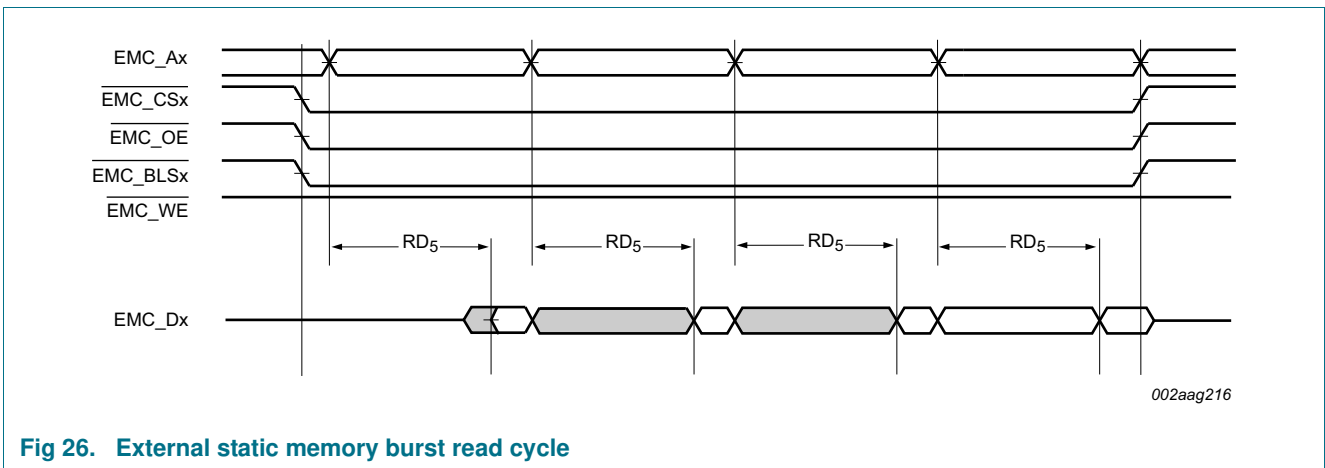 EMC_Ax
EMC_CSx
EMC_OE
EMC_BLSx
EMC_WE
RD5 RD5 RD5 RD5
EMC_Dx
002aag216
Fig 26. External static memory burst read cycle